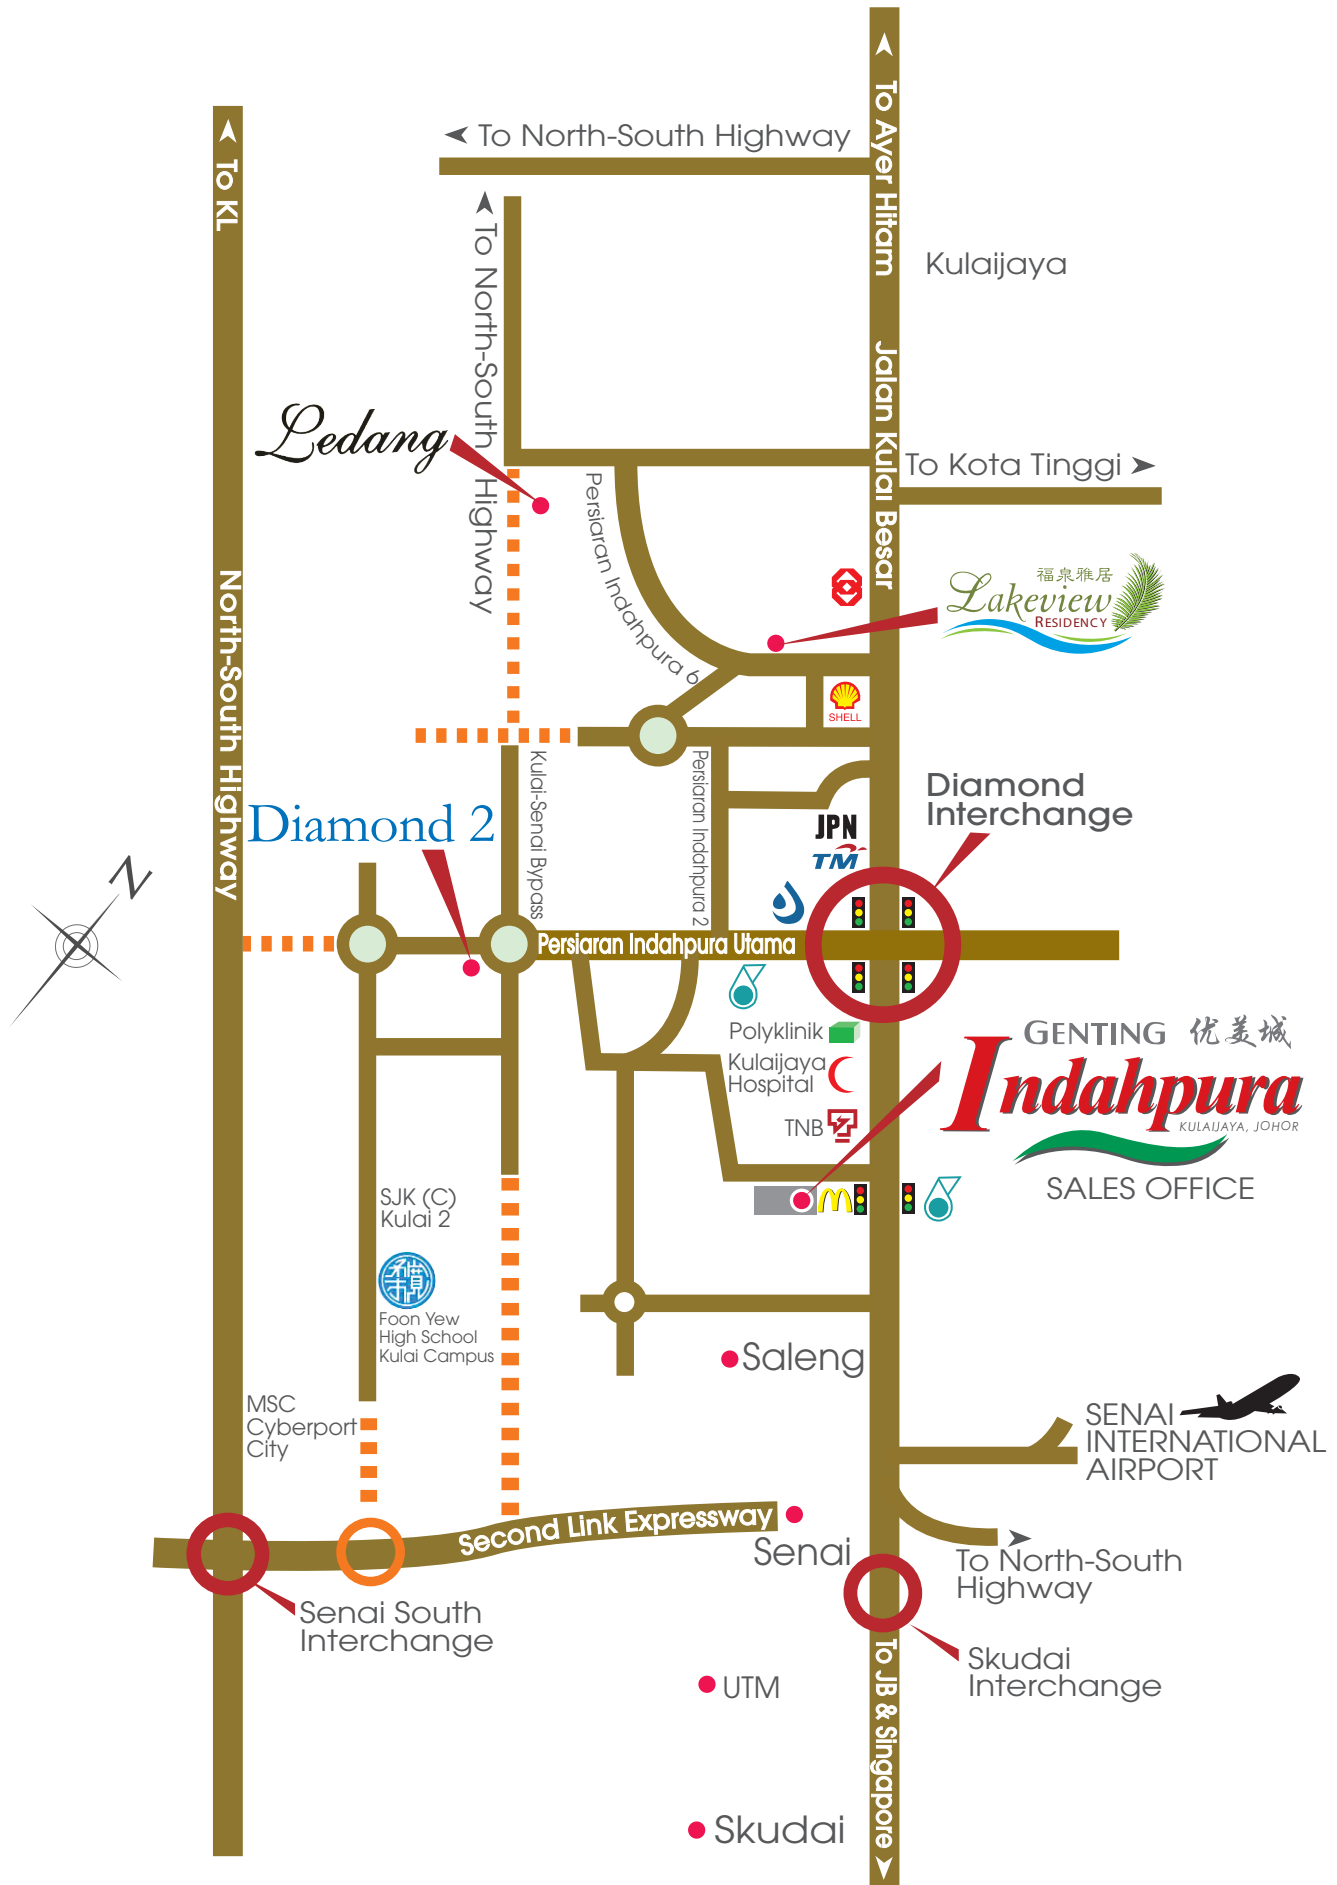 To Ayer Hitam
To North-South Highway
To KL
To North-South Highway
Kulaijaya
Jalan Kulai Besar
Ledang
To Kota Tinggi
Persiaran Indahpura 6
North-South Highway
福泉雅居
Lakeview
RESIDENCY
SHELL
Kulai-Senai Bypass
Persiaran Indahpura 2
Diamond
Interchange
Diamond 2
JPN
TM
N
Persiaran Indahpura Utama
GENTING 优美城
Indahpura
KULAIJAYA, JOHOR
SALES OFFICE
Polyklinik
Kulaijaya
Hospital
TNB
SJK (C)
Kulai 2
Foon Yew
High School
Kulai Campus
Saleng
MSC
Cyberport
City
SENAI
INTERNATIONAL
AIRPORT
Second Link Expressway
Senai
To North-South
Highway
Senai South
Interchange
Skudai
Interchange
To JB & Singapore
UTM
Skudai